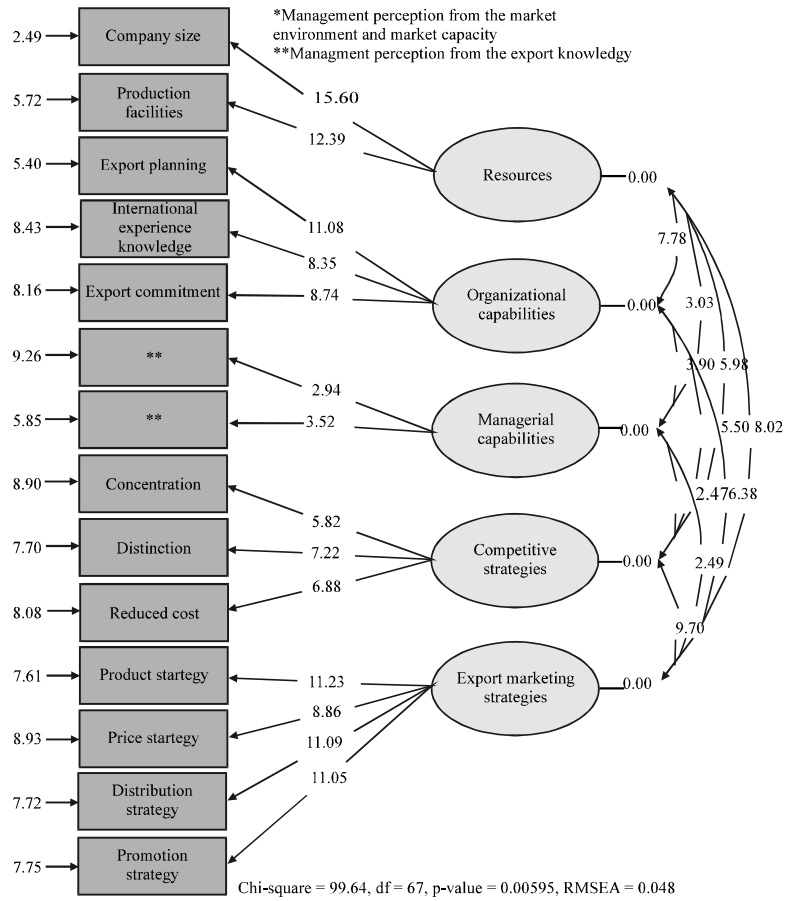 *Management perception from the market
environment and market capacity
**Managment perception from the export knowledgy
2.49
Company size
5.72
Production
facilities
5.40
Export planning
8.43
International
experience
knowledge
8.16
Export commitment
9.26
**
5.85
**
8.90
Concentration
7.70
Distinction
8.08
Reduced cost
7.61
Product startegy
8.93
Price startegy
7.72
Distribution
strategy
7.75
Promotion
strategy
15.60
12.39
11.08
8.35
8.74
2.94
3.52
5.82
7.22
6.88
11.23
8.86
11.09
11.05
Resources
0.00
Organizational
capabilities
0.00
Managerial
capabilities
0.00
Competitive
strategies
0.00
Export marketing
strategies
0.00
7.78
3.03
3.90
5.98
5.50
8.02
2.47
6.38
2.49
9.70
Chi-square = 99.64, df = 67, p-value = 0.00595, RMSEA = 0.048